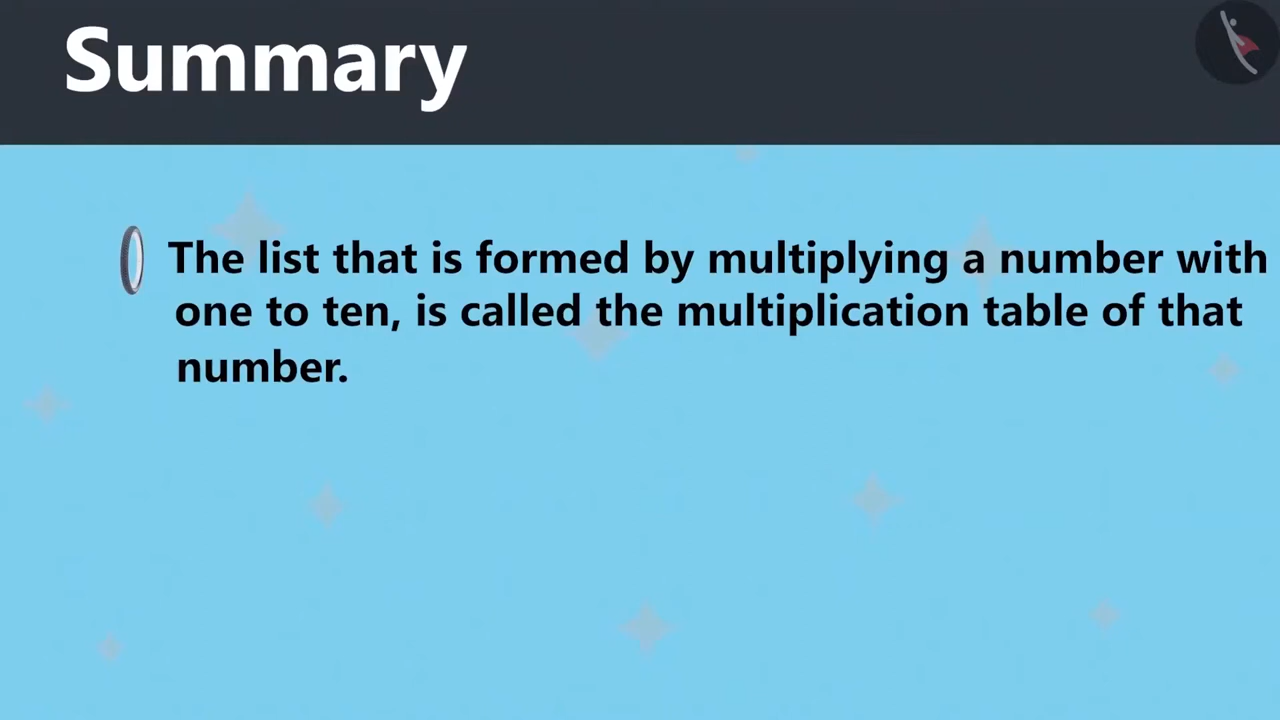 Summary
The list that is formed by multiplying a number with
one to ten, is called the multiplication table of that
number.